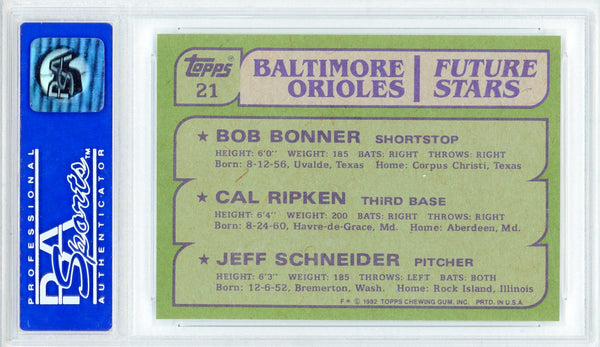 PSA
PROFESSIONAL
PSA Sports™
AUTHENTICATOR
topps®
21
BALTIMORE
ORIOLES
FUTURE
STARS
★ BOB BONNER SHORTSTOP
HEIGHT: 6'0" WEIGHT: 185 BATS: RIGHT THROWS: RIGHT
Born: 8-12-56, Uvalde, Texas Home: Corpus Christi, Texas
★ CAL RIPKEN THIRD BASE
HEIGHT: 6'4" WEIGHT: 200 BATS: RIGHT THROWS: RIGHT
Born: 8-24-60, Havre-de-Grace, Md. Home: Aberdeen, Md.
★ JEFF SCHNEIDER PITCHER
HEIGHT: 6'3" WEIGHT: 185 THROWS: LEFT BATS: BOTH
Born: 12-6-52, Bremerton, Wash. Home: Rock Island, Illinois
F* © 1982 TOPPS CHEWING GUM, INC. PRTD. IN U.S.A.